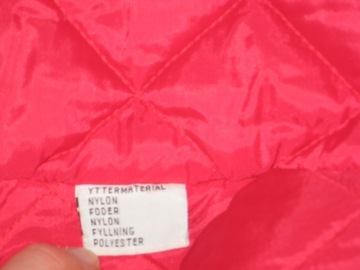 YTTERMATERIAL
NYLON
FODER
NYLON
FYLLNING
POLYESTER